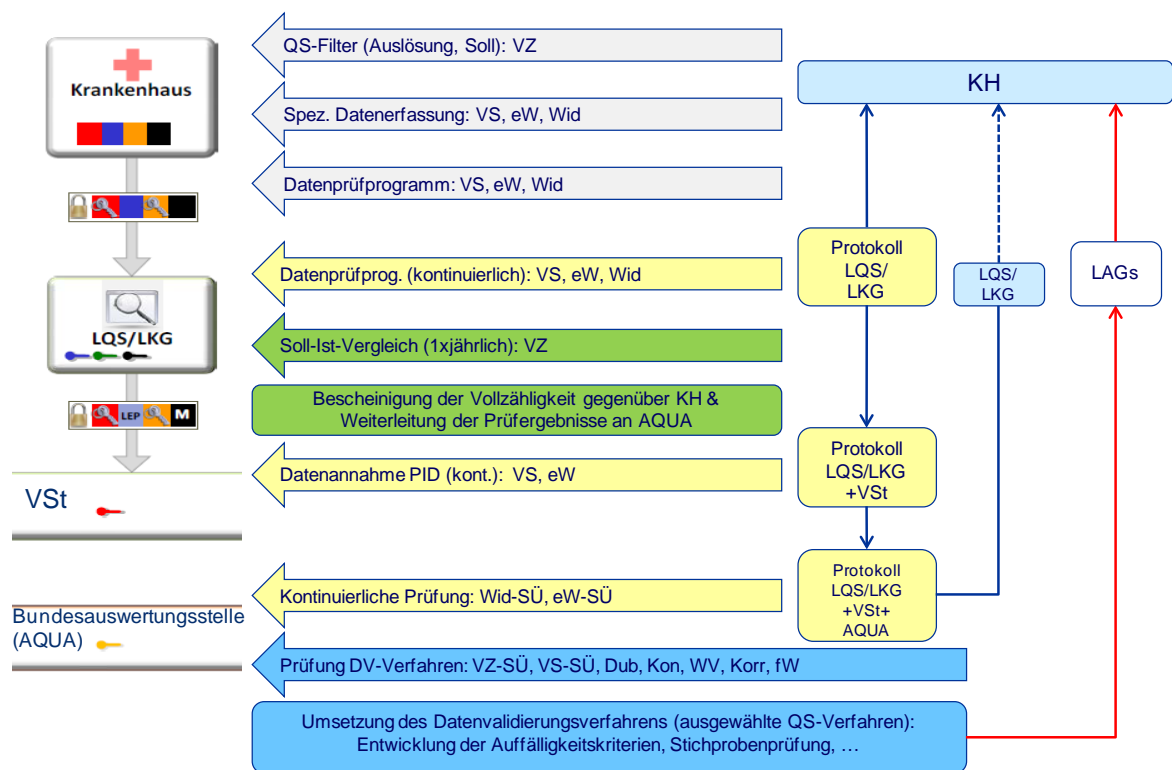 QS-Filter (Auslösung, Soll): VZ
Krankenhaus
KH
Spez. Datenerfassung: VS, eW, Wid
Datenprüfprogramm: VS, eW, Wid
Protokoll
LQS/
LKG
Datenprüfprog. (kontinuierlich): VS, eW, Wid
LQS/
LKG
LAGs
LQS/LKG
Soll-Ist-Vergleich (1xjährlich): VZ
Bescheinigung der Vollzähligkeit gegenüber KH &
Weiterleitung der Prüfergebnisse an AQUA
LEP M
Protokoll
LQS/LKG
+VSt
Datenannahme PID (kont.): VS, eW
VSt
Protokoll
LQS/LKG
+VSt+
AQUA
Kontinuierliche Prüfung: Wid-SÜ, eW-SÜ
Bundesauswertungsstelle
(AQUA)
Prüfung DV-Verfahren: VZ-SÜ, VS-SÜ, Dub, Kon, WV, Korr, fW
Umsetzung des Datenvalidierungsverfahrens (ausgewählte QS-Verfahren):
Entwicklung der Auffälligkeitskriterien, Stichprobenprüfung, …